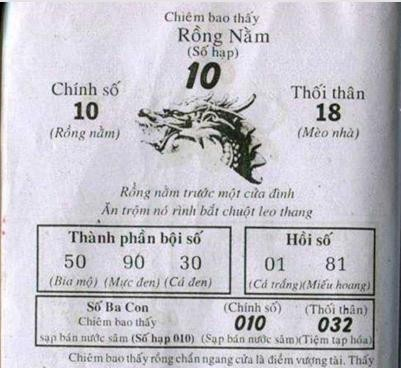 Chiêm bao thấy
Rồng Nằm
(Số hạp)
10
Chính số
10
(Rồng nằm)
Thối thân
18
(Mèo nhà)
Rồng nằm trước một cửa đình
Ăn trộm nó rình bắt chuột leo thang
Thành phần bội số
50 90 30
(Bia mộ) (Mực đen) (Cá đen)
Hồi số
01 81
(Cá trắng)(Miếu hoang)
Số Ba Con (Chính số) (Thối thân)
Chiêm bao thấy 010 032
sạp bán nước sâm (Số hạp 010) (Sạp bán nước sâm)(Tiệm tạp hóa)
Chiêm bao thấy rồng chắn ngang cửa là điềm vượng tài. Thấy